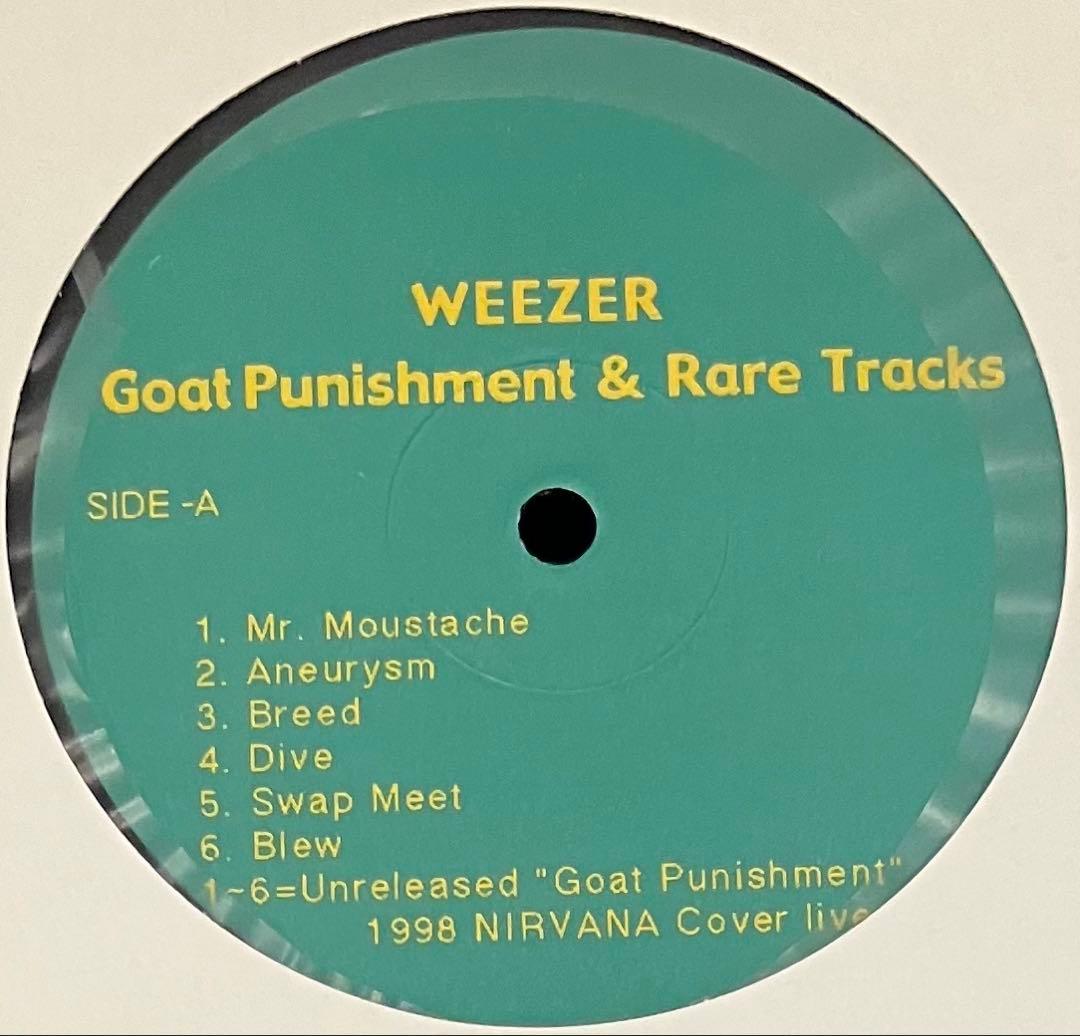 WEEZER
Goat Punishment & Rare Tracks
SIDE -A
1. Mr. Moustache
2. Aneurysm
3. Breed
4. Dive
5. Swap Meet
6. Blew
1~6=Unreleased "Goat Punishment"
1998 NIRVANA Cover live